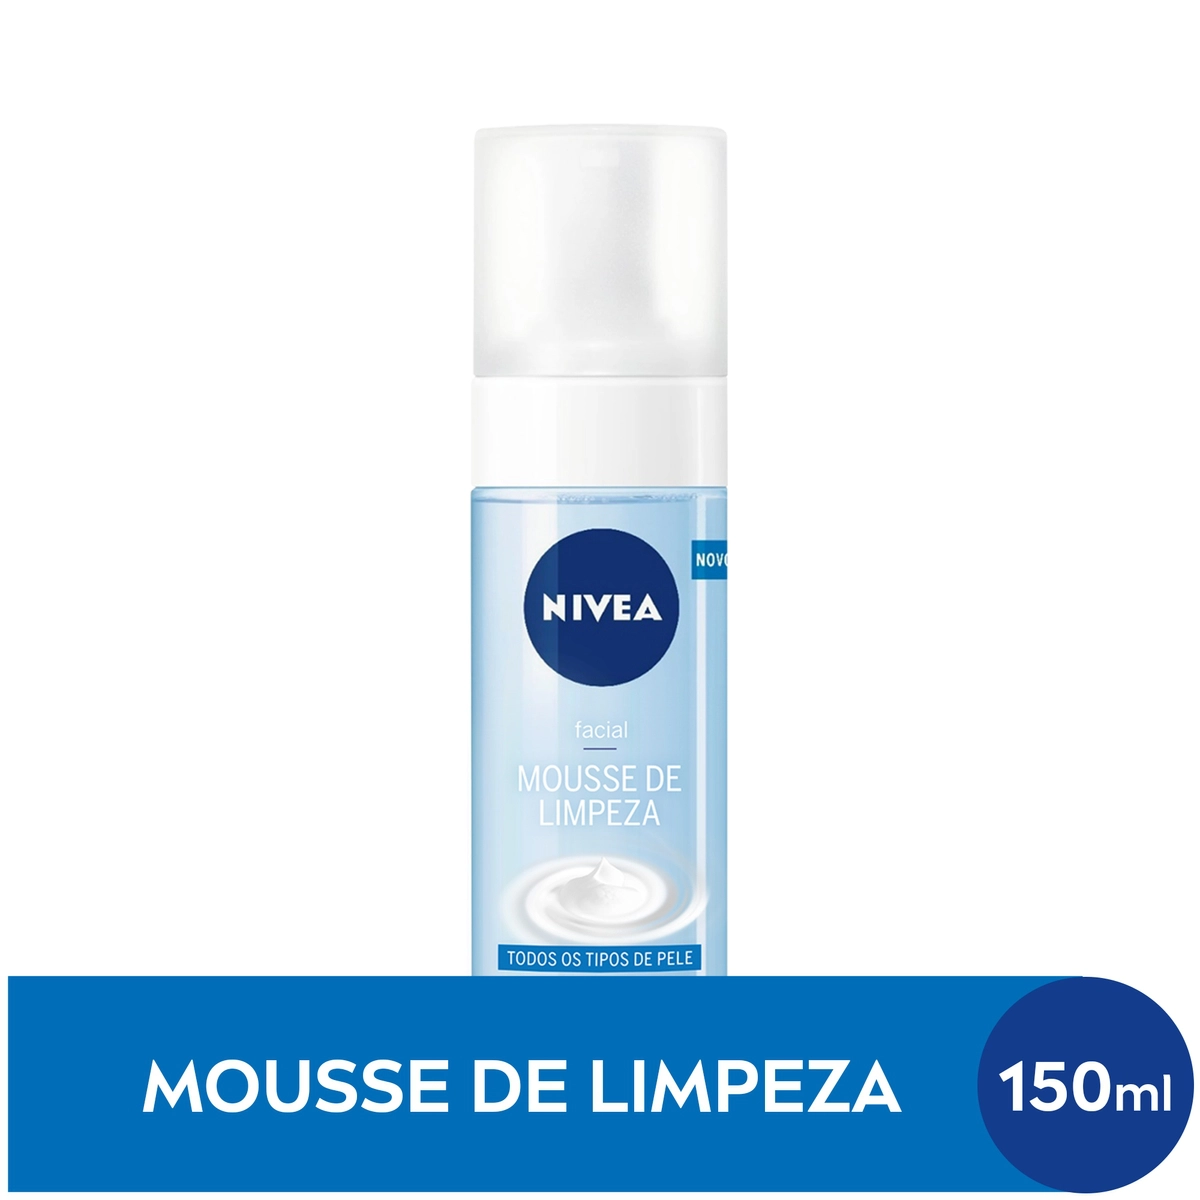 NIVEA
facial
MOUSSE DE
LIMPEZA
TODOS OS TIPOS DE PELE
MOUSSE DE LIMPEZA
150ml